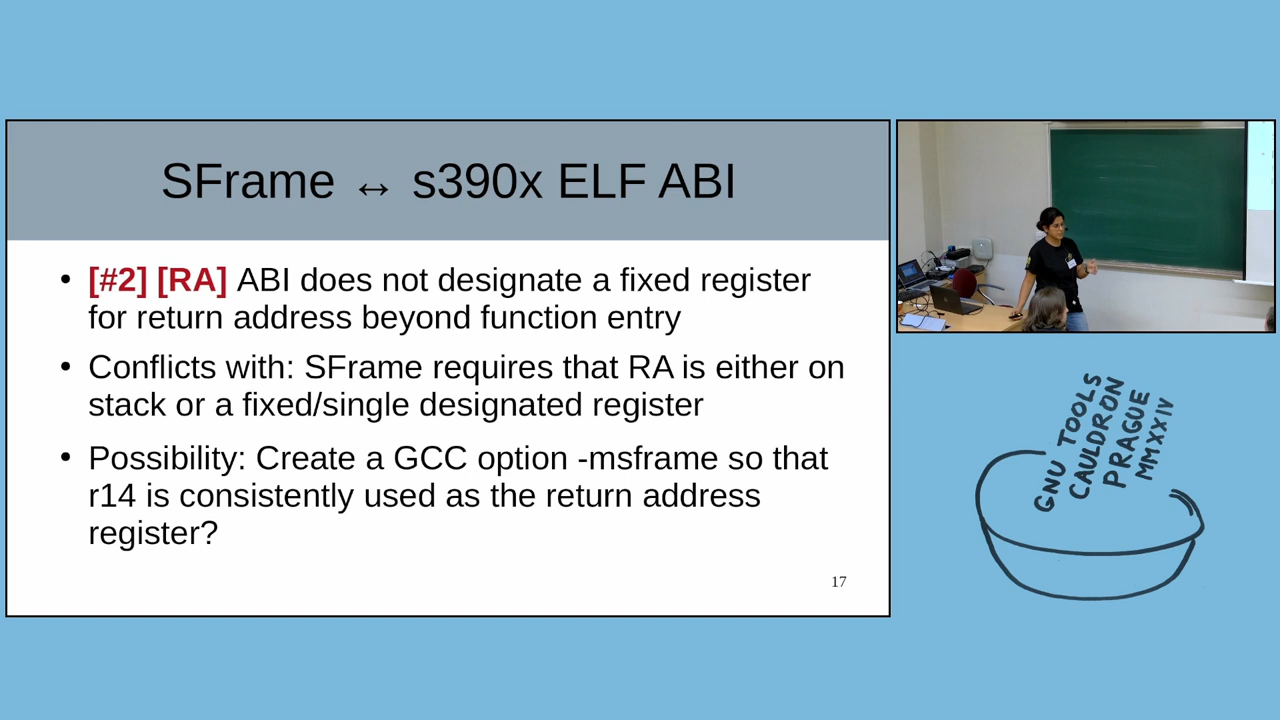 SFrame ↔ s390x ELF ABI
• [#2] [RA] ABI does not designate a fixed register
for return address beyond function entry
• Conflicts with: SFrame requires that RA is either on
stack or a fixed/single designated register
• Possibility: Create a GCC option -msframe so that
r14 is consistently used as the return address
register?
17
GNU TOOLS
CAULDRON
PRAGUE
MMXXIV